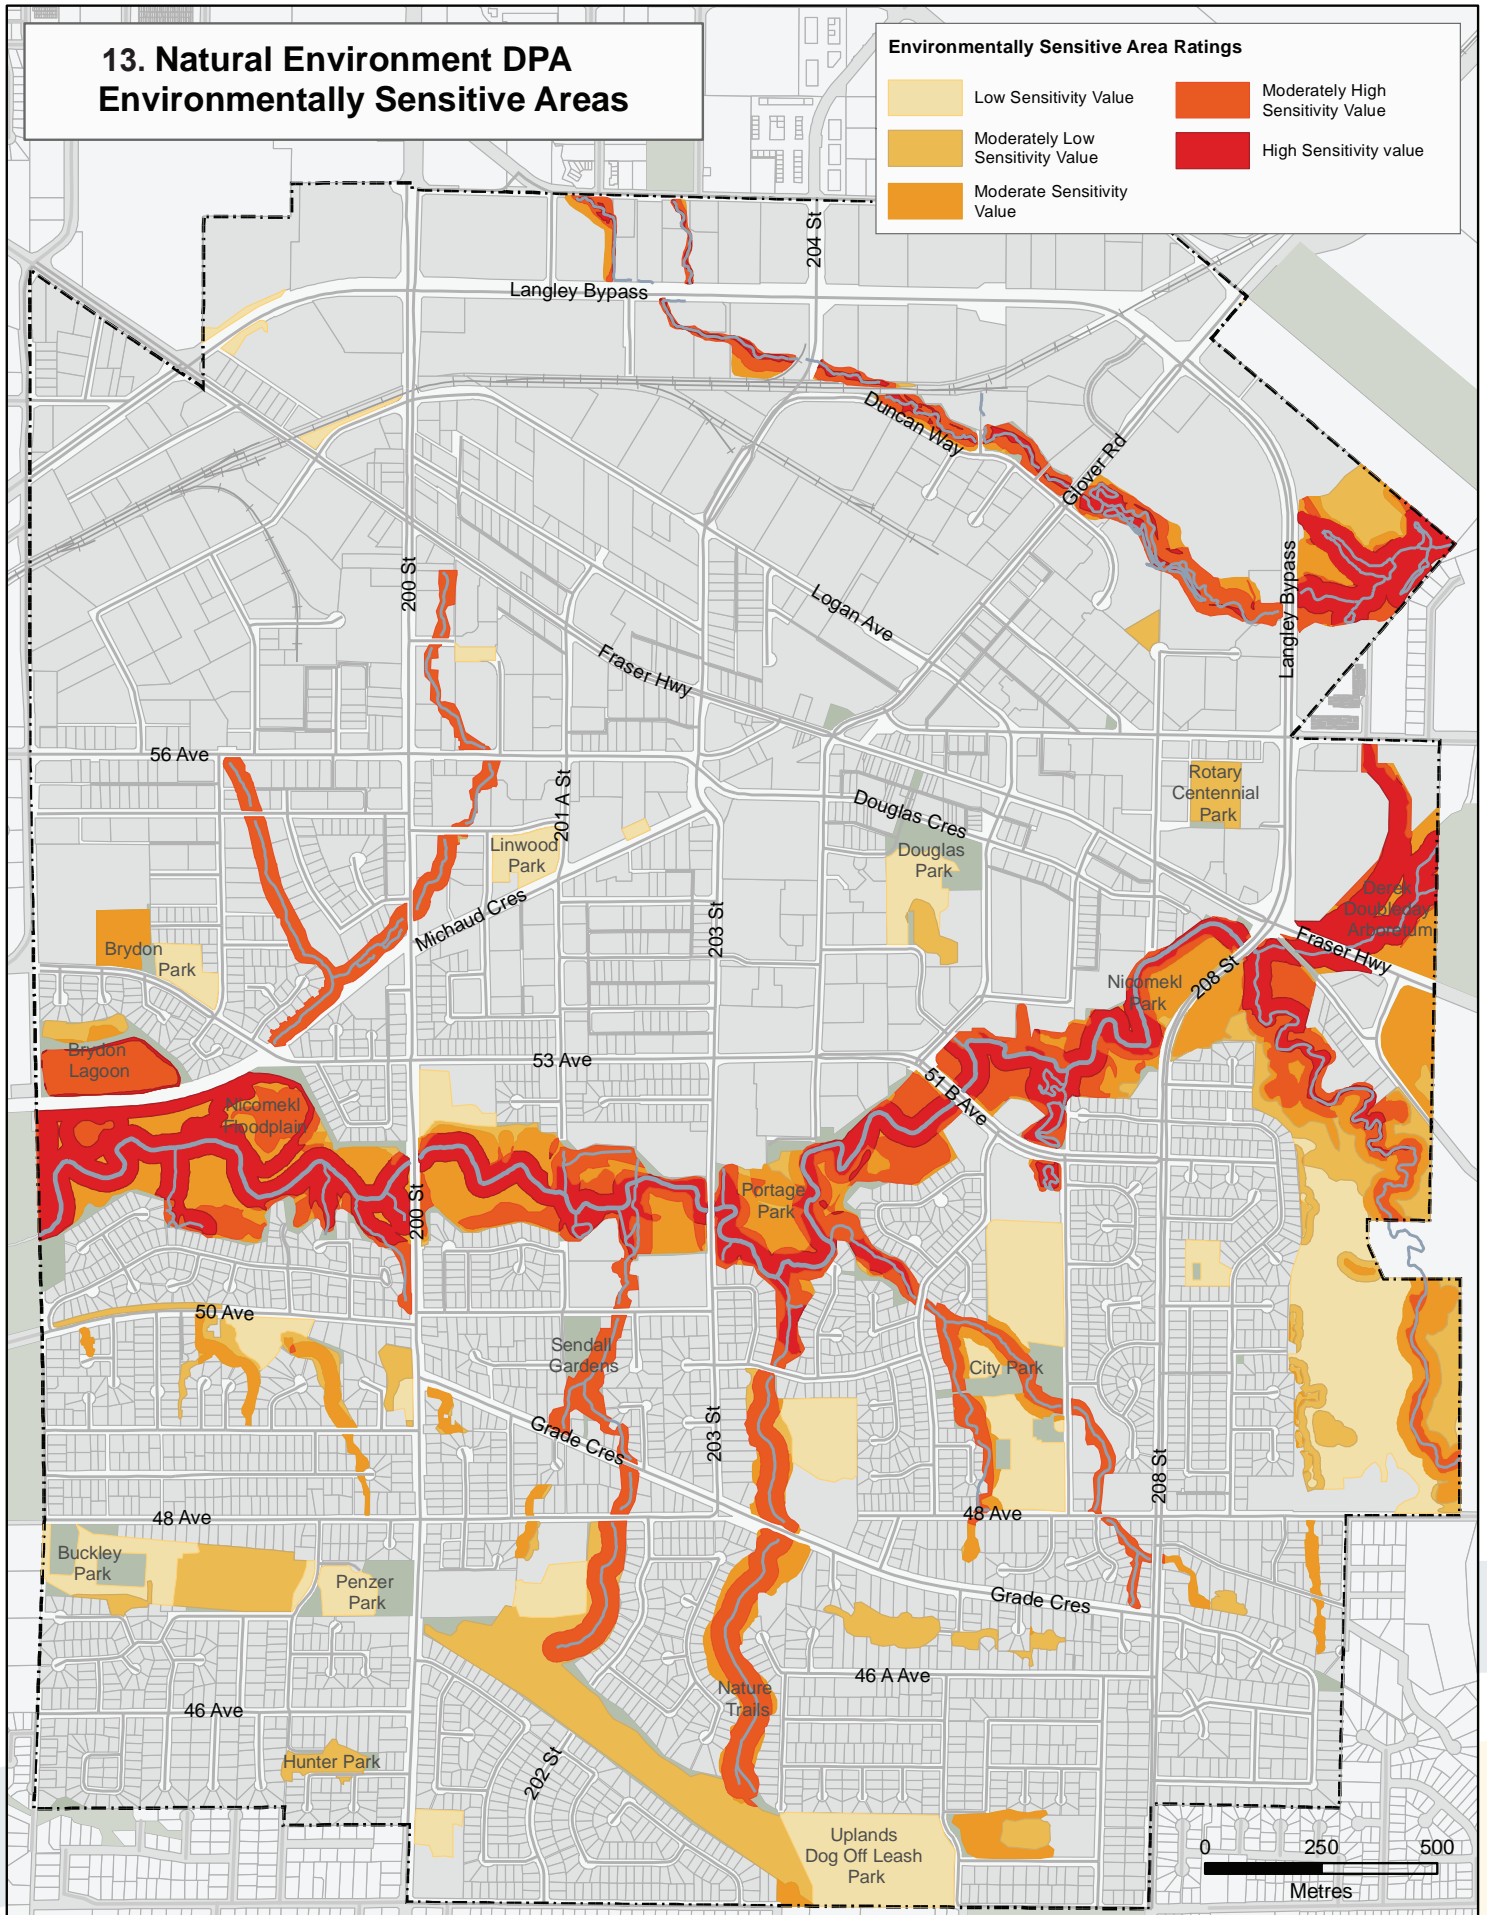 13. Natural Environment DPA
Environmentally Sensitive Areas
Environmentally Sensitive Area Ratings
Low Sensitivity Value
Moderately Low
Sensitivity Value
Moderate Sensitivity
Value
Moderately High
Sensitivity Value
High Sensitivity value
204 St
Langley Bypass
Duncan Way
Glover Rd
200 St
Langley Bypass
Logan Ave
Fraser Hwy
56 Ave
201 A St
Rotary
Centennial
Park
Douglas Cres
Linwood
Park
Douglas
Park
Derek
Doubleday
Arboretum
Michaud Cres
203 St
Fraser Hwy
Brydon
Park
208 St
Nicomekl
Park
Brydon
Lagoon
53 Ave
51 B Ave
Nicomekl
Floodplain
200 St
Portage
Park
50 Ave
Sendall
Gardens
City Park
Grade Cres
203 St
208 St
48 Ave
48 Ave
Buckley
Park
Penzer
Park
Grade Cres
46 A Ave
Nature
Trails
46 Ave
Hunter Park
202 St
Uplands
Dog Off Leash
Park
0 250 500
Metres